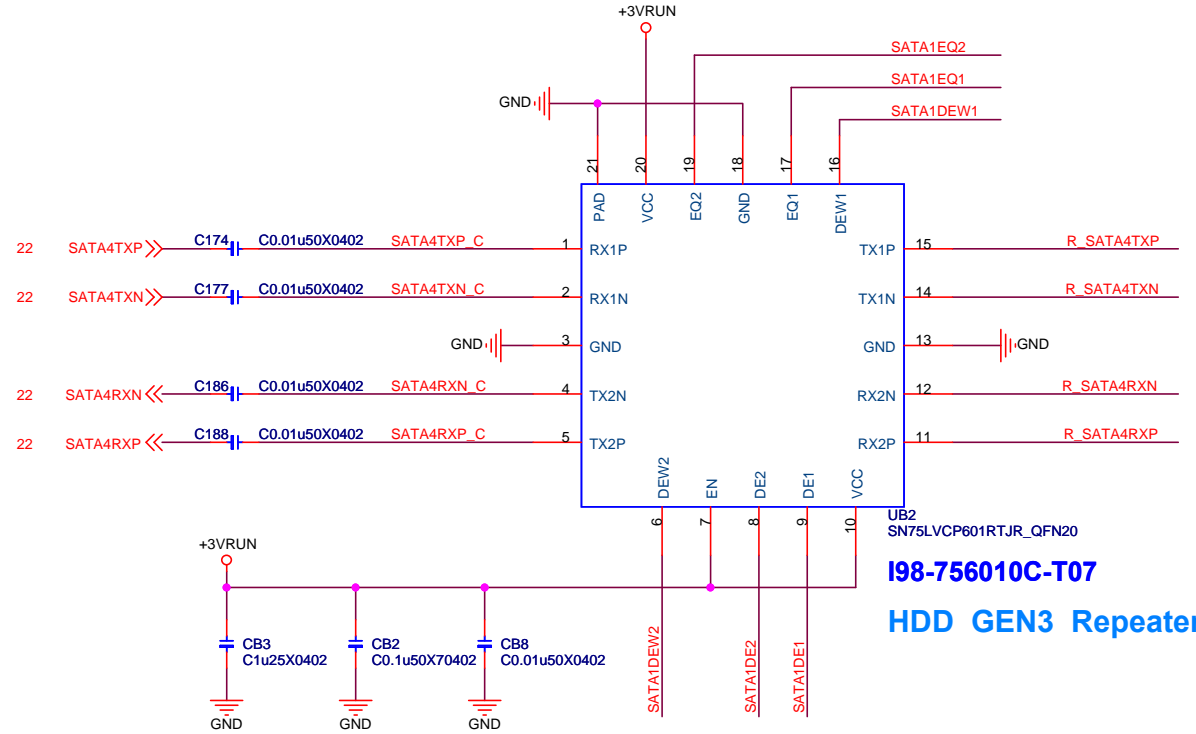 +3VRUN
SATA1EQ2
SATA1EQ1
SATA1DEW1
GND
21
20
19
18
17
16
PAD
VCC
EQ2
GND
EQ1
DEW1
22 SATA4TXP C174 C0.01u50X0402 SATA4TXP_C 1 RX1P TX1P 15 R_SATA4TXP
22 SATA4TXN C177 C0.01u50X0402 SATA4TXN_C 2 RX1N TX1N 14 R_SATA4TXN
GND 3 GND GND 13 GND
22 SATA4RXN C186 C0.01u50X0402 SATA4RXN_C 4 TX2N RX2N 12 R_SATA4RXN
22 SATA4RXP C188 C0.01u50X0402 SATA4RXP_C 5 TX2P RX2P 11 R_SATA4RXP
DEW2
EN
DE2
DE1
VCC
6
7
8
9
10
UB2
SN75LVCP601RTJR_QFN20
I98-756010C-T07
HDD GEN3 Repeater
+3VRUN
CB3
C1u25X0402
CB2
C0.1u50X70402
CB8
C0.01u50X0402
GND
GND
GND
SATA1DEW2
SATA1DE2
SATA1DE1